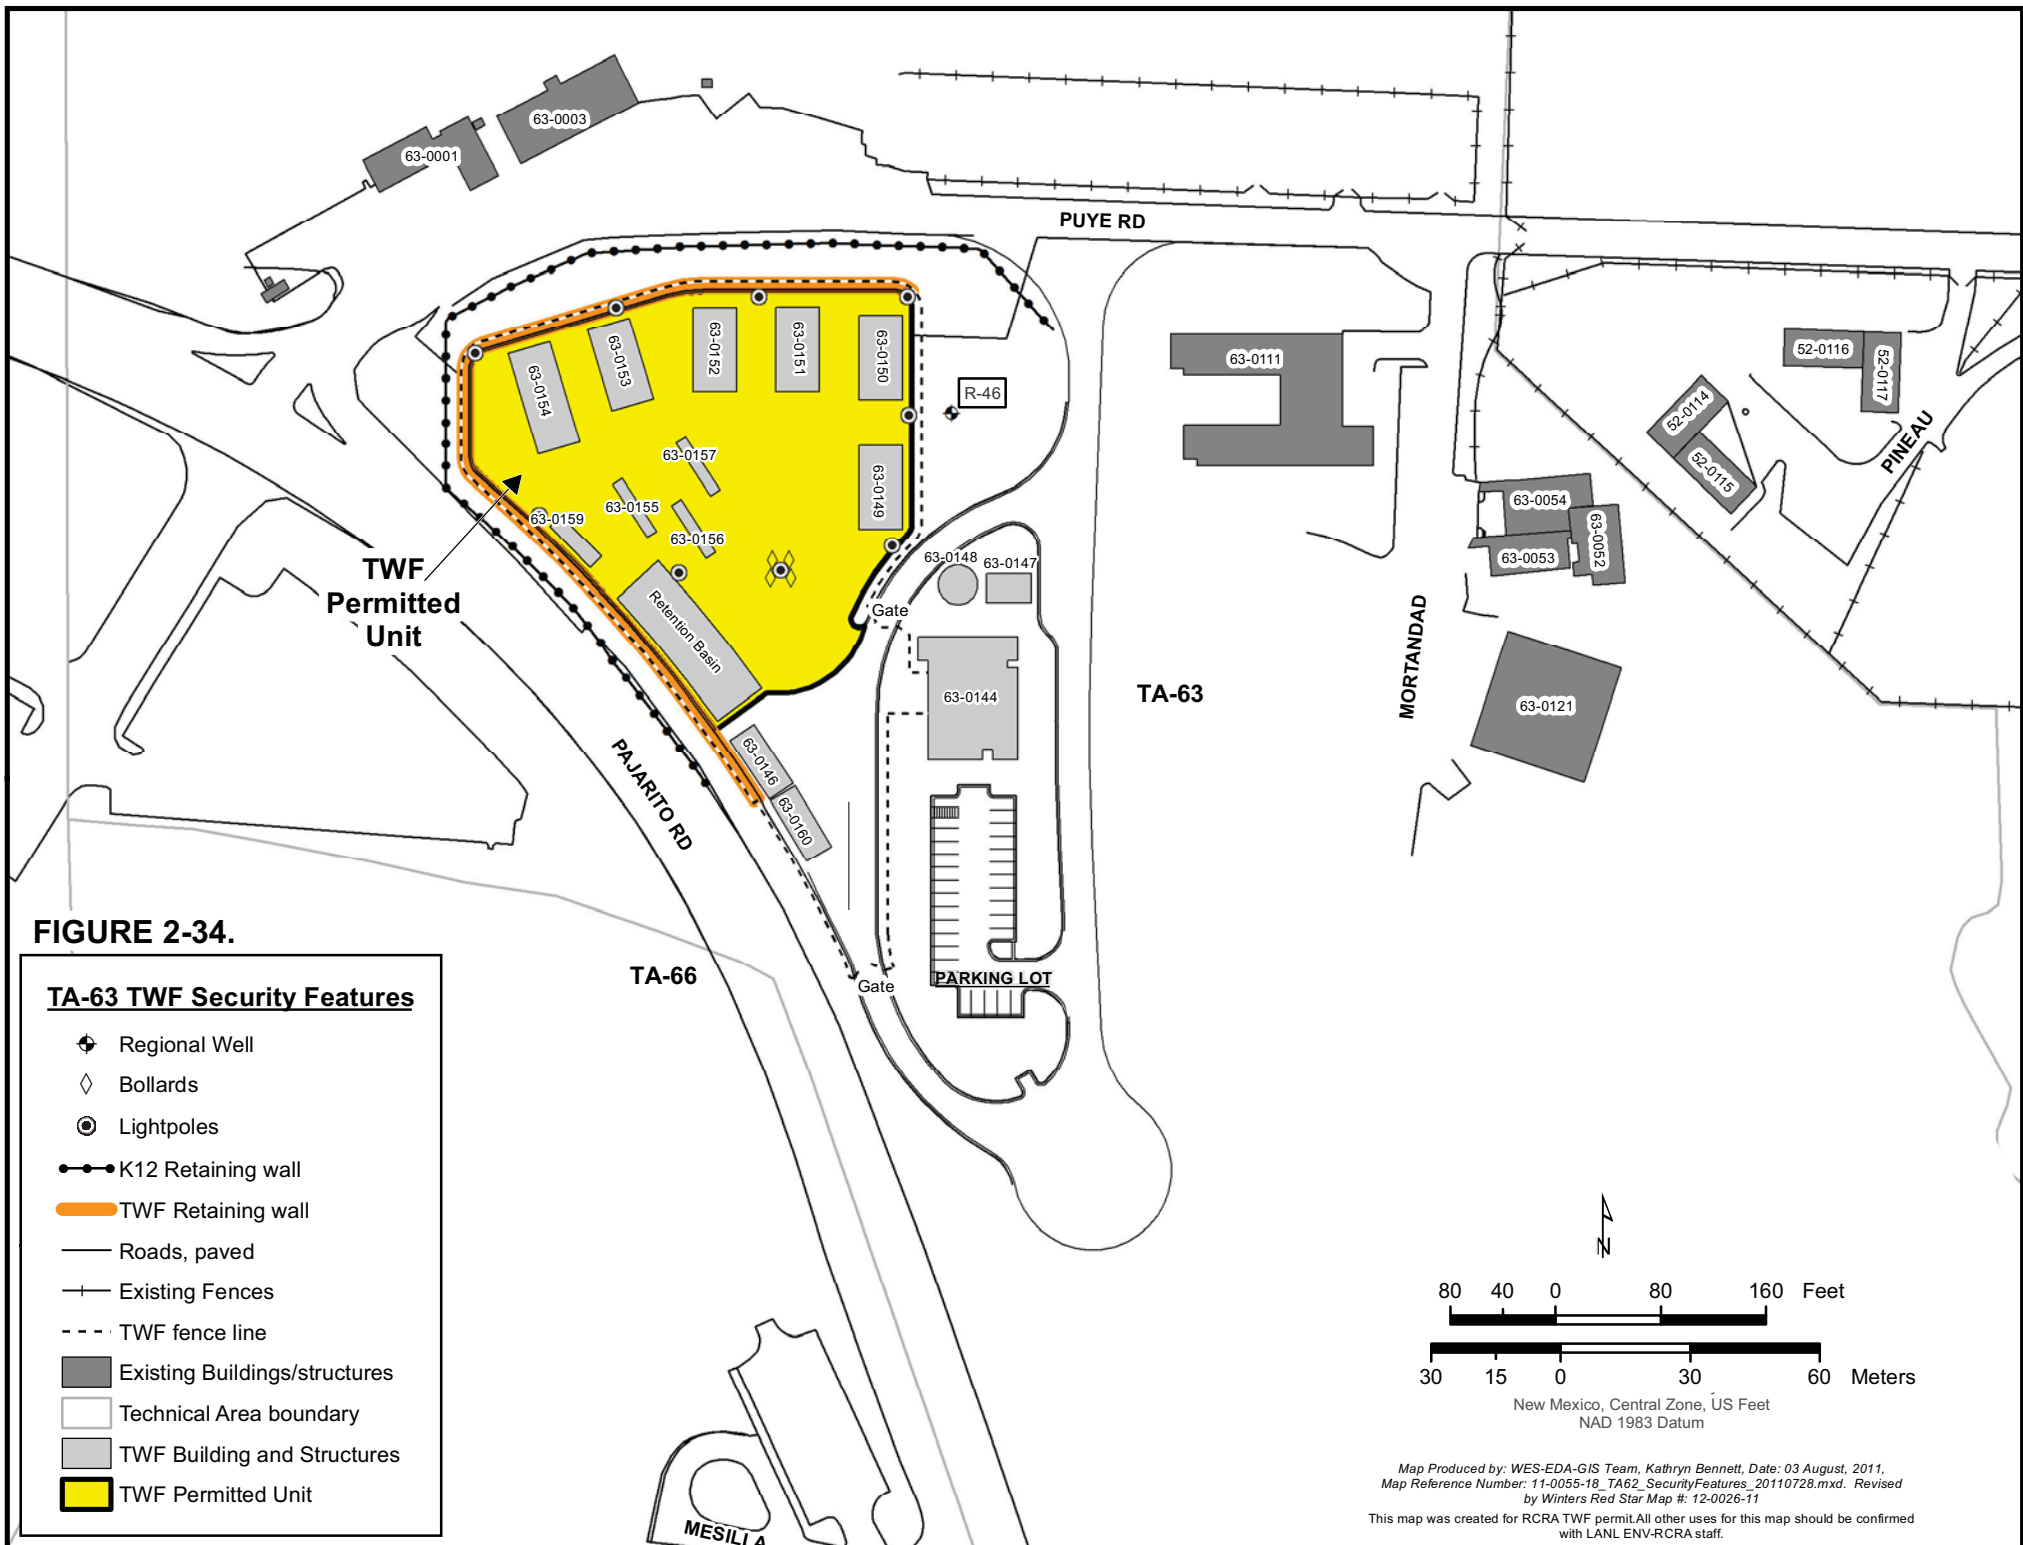 63-0003
63-0001
PUYE RD
63-0154
63-0153
63-0152
63-0151
63-0150
R-46
63-0111
52-0116
52-0117
52-0114
52-0115
PINEAU
63-0157
63-0155
63-0156
63-0159
63-0149
63-0054
63-0053
63-0052
63-0148
63-0147
TWF
Permitted
Unit
Retention Basin
Gate
63-0144
TA-63
MORTANDAD
63-0121
PAJARITO RD
63-0146
63-0160
TA-66
Gate
PARKING LOT
FIGURE 2-34.
TA-63 TWF Security Features
Regional Well
Bollards
Lightpoles
K12 Retaining wall
TWF Retaining wall
Roads, paved
Existing Fences
TWF fence line
Existing Buildings/structures
Technical Area boundary
TWF Building and Structures
TWF Permitted Unit
MESILLA
N
80 40 0 80 160 Feet
30 15 0 30 60 Meters
New Mexico, Central Zone, US Feet
NAD 1983 Datum
Map Produced by: WES-EDA-GIS Team, Kathryn Bennett, Date: 03 August, 2011,
Map Reference Number: 11-0055-18_TA62_SecurityFeatures_20110728.mxd. Revised
by Winters Red Star Map #: 12-0026-11
This map was created for RCRA TWF permit.All other uses for this map should be confirmed
with LANL ENV-RCRA staff.